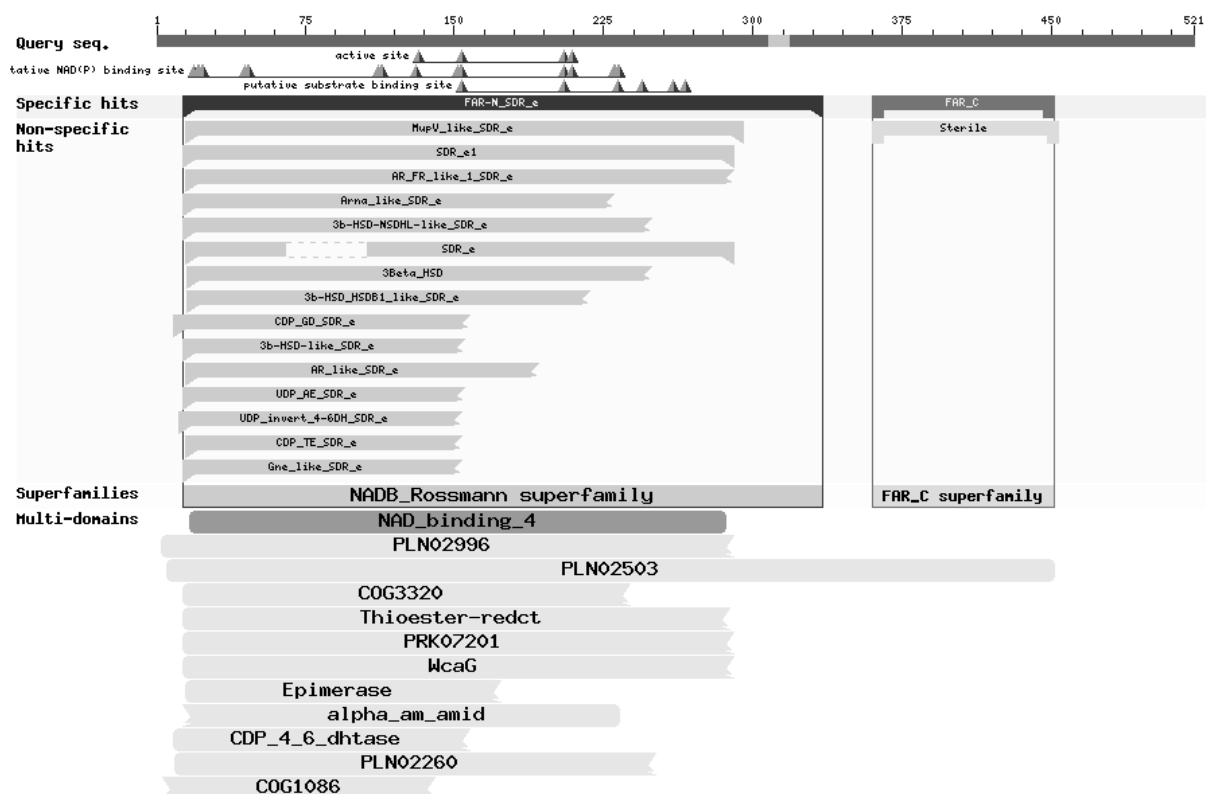 1 75 150 225 300 375 450 521
Query seq.
active site
tative NAD(P) binding site
putative substrate binding site
Specific hits FAR-N_SDR_e FAR_C
Non-specific hits MupV_like_SDR_e Sterile
SDR_e1
AR_FR_like_1_SDR_e
Arna_like_SDR_e
3b-HSD-NSDHL-like_SDR_e
SDR_e
3Beta_HSD
3b-HSD_HSDB1_like_SDR_e
CDP_GD_SDR_e
3b-HSD-like_SDR_e
AR_like_SDR_e
UDP_AE_SDR_e
UDP_invert_4-6DH_SDR_e
CDP_TE_SDR_e
Gne_like_SDR_e
Superfamilies NADB_Rossmann superfamily FAR_C superfamily
Multi-domains NAD_binding_4
PLN02996
PLN02503
COG3320
Thioester-redct
PRK07201
WcaG
Epimerase
alpha_am_amid
CDP_4_6_dhtase
PLN02260
COG1086